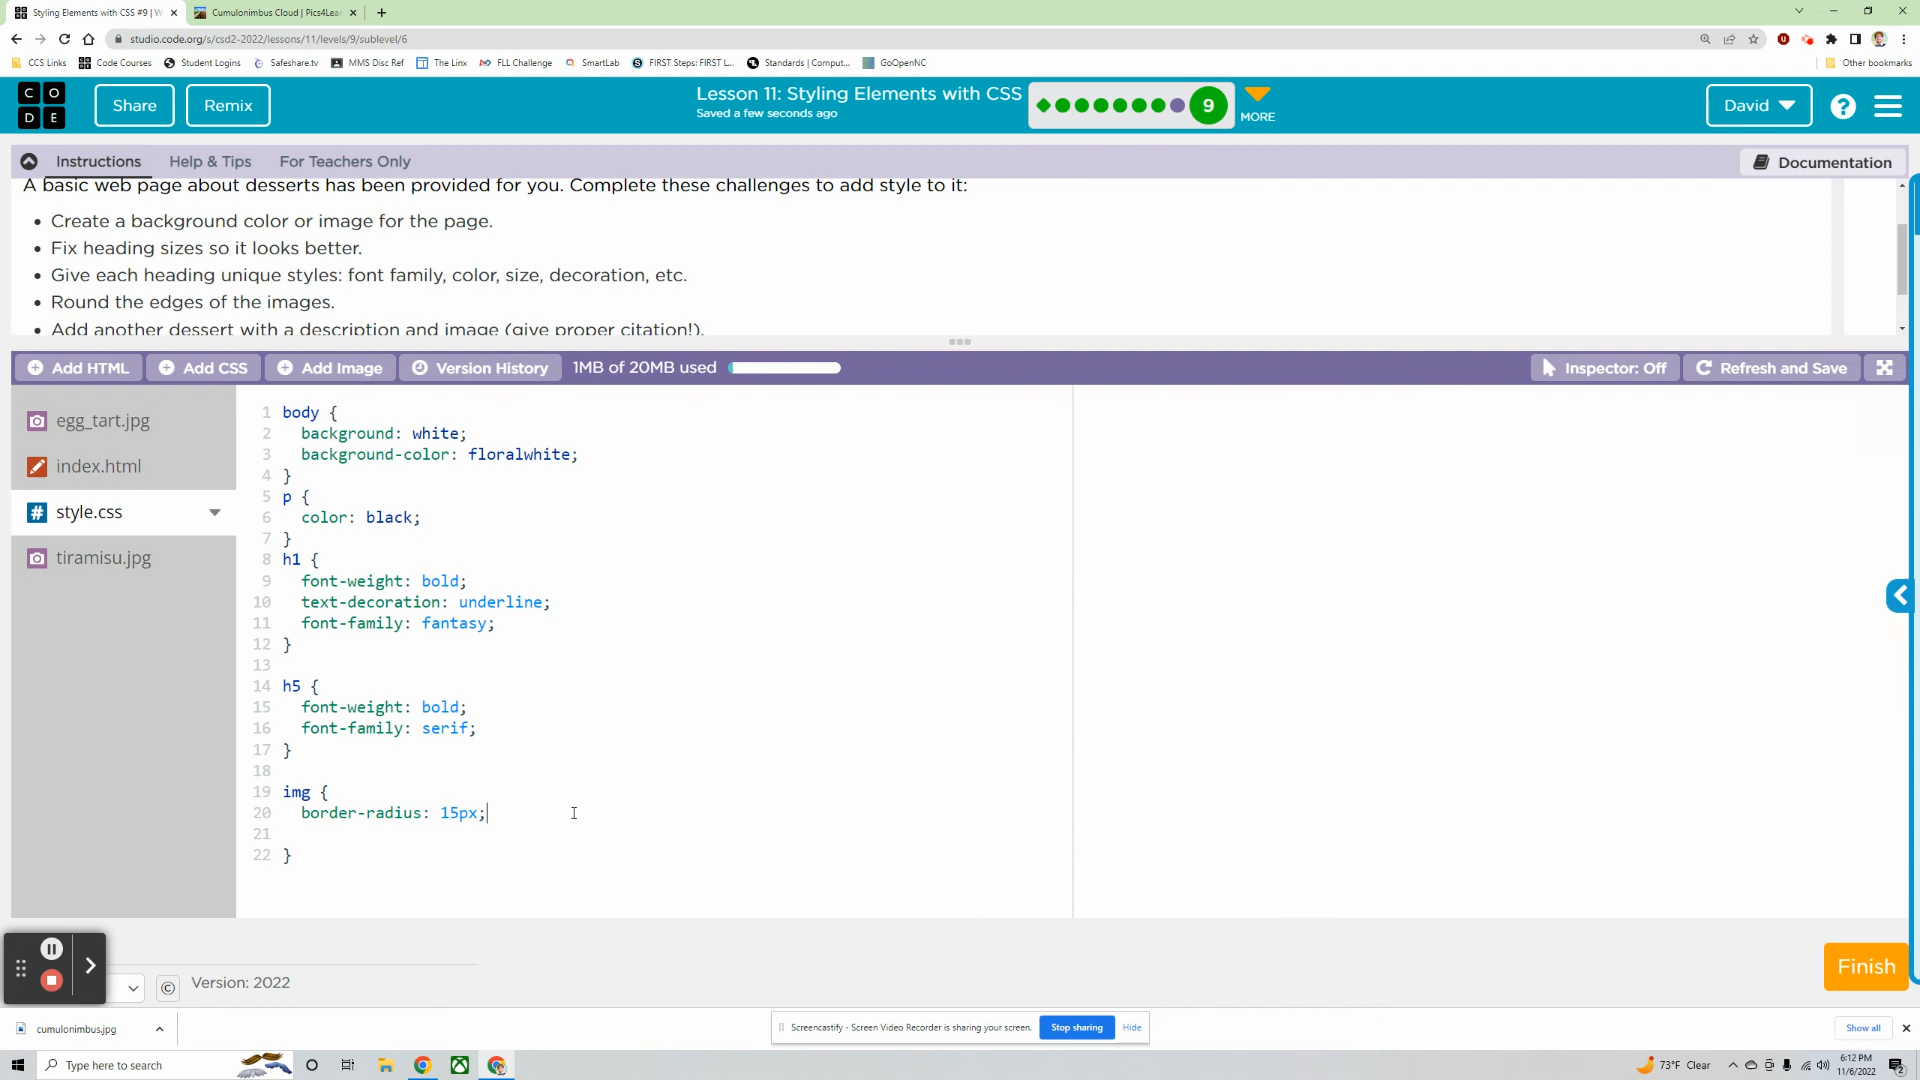 Styling Elements with CSS #9 | W
Cumulonimbus Cloud | Pics4Lear
studio.code.org/s/csd2-2022/lessons/11/levels/9/sublevel/6
CCS Links
Code Courses
Student Logins
Safeshare.tv
MMS Disc Ref
The Linx
FLL Challenge
SmartLab
FIRST Steps: FIRST L...
Standards | Comput...
GoOpenNC
Other bookmarks
C O
D E
Share
Remix
Lesson 11: Styling Elements with CSS
Saved a few seconds ago
9
MORE
David
Instructions
Help & Tips
For Teachers Only
Documentation
A basic web page about desserts has been provided for you. Complete these challenges to add style to it:
• Create a background color or image for the page.
• Fix heading sizes so it looks better.
• Give each heading unique styles: font family, color, size, decoration, etc.
• Round the edges of the images.
• Add another dessert with a description and image (give proper citation!).
Add HTML
Add CSS
Add Image
Version History
1MB of 20MB used
Inspector: Off
Refresh and Save
egg_tart.jpg
index.html
style.css
tiramisu.jpg
1 body {
2 background: white;
3 background-color: floralwhite;
4 }
5 p {
6 color: black;
7 }
8 h1 {
9 font-weight: bold;
10 text-decoration: underline;
11 font-family: fantasy;
12 }
13
14 h5 {
15 font-weight: bold;
16 font-family: serif;
17 }
18
19 img {
20 border-radius: 15px;
21
22 }
Finish
© Version: 2022
cumulonimbus.jpg
Screencastify - Screen Video Recorder is sharing your screen.
Stop sharing
Hide
Show all
Type here to search
73°F Clear
6:12 PM
11/6/2022
2